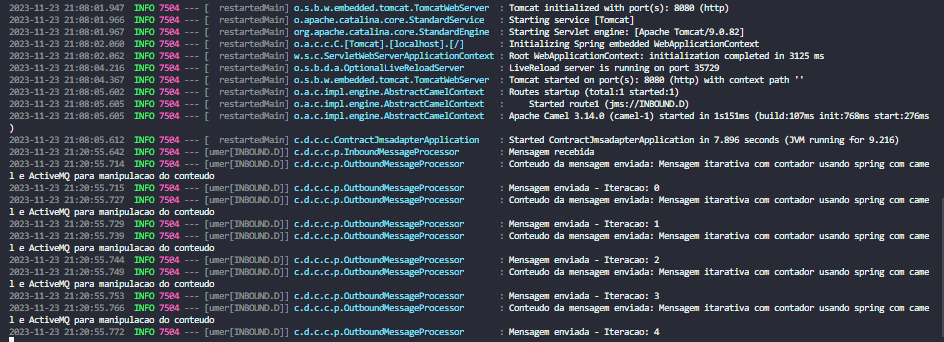 2023-11-23 21:08:01.947  INFO 7504 --- [  restartedMain] o.s.b.w.embedded.tomcat.TomcatWebServer  : Tomcat initialized with port(s): 8080 (http)
2023-11-23 21:08:01.966  INFO 7504 --- [  restartedMain] o.apache.catalina.core.StandardService   : Starting service [Tomcat]
2023-11-23 21:08:01.967  INFO 7504 --- [  restartedMain] org.apache.catalina.core.StandardEngine  : Starting Servlet engine: [Apache Tomcat/9.0.82]
2023-11-23 21:08:02.060  INFO 7504 --- [  restartedMain] o.a.c.c.C.[Tomcat].[localhost].[/]       : Initializing Spring embedded WebApplicationContext
2023-11-23 21:08:02.062  INFO 7504 --- [  restartedMain] w.s.c.ServletWebServerApplicationContext : Root WebApplicationContext: initialization completed in 3125 ms
2023-11-23 21:08:04.216  INFO 7504 --- [  restartedMain] o.s.b.d.a.OptionalLiveReloadServer       : LiveReload server is running on port 35729
2023-11-23 21:08:04.367  INFO 7504 --- [  restartedMain] o.s.b.w.embedded.tomcat.TomcatWebServer  : Tomcat started on port(s): 8080 (http) with context path ''
2023-11-23 21:08:05.602  INFO 7504 --- [  restartedMain] o.a.c.impl.engine.AbstractCamelContext   : Routes startup (total:1 started:1)
2023-11-23 21:08:05.605  INFO 7504 --- [  restartedMain] o.a.c.impl.engine.AbstractCamelContext   :     Started route1 (jms://INBOUND.D)
2023-11-23 21:08:05.605  INFO 7504 --- [  restartedMain] o.a.c.impl.engine.AbstractCamelContext   : Apache Camel 3.14.0 (camel-1) started in 1s151ms (build:107ms init:768ms start:276ms
)
2023-11-23 21:08:05.612  INFO 7504 --- [  restartedMain] c.d.c.c.ContractJmsadapterApplication    : Started ContractJmsadapterApplication in 7.896 seconds (JVM running for 9.216)
2023-11-23 21:20:55.642  INFO 7504 --- [umer[INBOUND.D]] c.d.c.c.p.InboundMessageProcessor        : Mensagem recebida
2023-11-23 21:20:55.714  INFO 7504 --- [umer[INBOUND.D]] c.d.c.c.p.OutboundMessageProcessor       : Conteudo da mensagem enviada: Mensagem itarativa com contador usando spring com came
l e ActiveMQ para manipulacao do conteudo
2023-11-23 21:20:55.715  INFO 7504 --- [umer[INBOUND.D]] c.d.c.c.p.OutboundMessageProcessor       : Mensagem enviada - Iteracao: 0
2023-11-23 21:20:55.727  INFO 7504 --- [umer[INBOUND.D]] c.d.c.c.p.OutboundMessageProcessor       : Conteudo da mensagem enviada: Mensagem itarativa com contador usando spring com came
l e ActiveMQ para manipulacao do conteudo
2023-11-23 21:20:55.729  INFO 7504 --- [umer[INBOUND.D]] c.d.c.c.p.OutboundMessageProcessor       : Mensagem enviada - Iteracao: 1
2023-11-23 21:20:55.739  INFO 7504 --- [umer[INBOUND.D]] c.d.c.c.p.OutboundMessageProcessor       : Conteudo da mensagem enviada: Mensagem itarativa com contador usando spring com came
l e ActiveMQ para manipulacao do conteudo
2023-11-23 21:20:55.744  INFO 7504 --- [umer[INBOUND.D]] c.d.c.c.p.OutboundMessageProcessor       : Mensagem enviada - Iteracao: 2
2023-11-23 21:20:55.749  INFO 7504 --- [umer[INBOUND.D]] c.d.c.c.p.OutboundMessageProcessor       : Conteudo da mensagem enviada: Mensagem itarativa com contador usando spring com came
l e ActiveMQ para manipulacao do conteudo
2023-11-23 21:20:55.753  INFO 7504 --- [umer[INBOUND.D]] c.d.c.c.p.OutboundMessageProcessor       : Mensagem enviada - Iteracao: 3
2023-11-23 21:20:55.766  INFO 7504 --- [umer[INBOUND.D]] c.d.c.c.p.OutboundMessageProcessor       : Conteudo da mensagem enviada: Mensagem itarativa com contador usando spring com came
l e ActiveMQ para manipulacao do conteudo
2023-11-23 21:20:55.772  INFO 7504 --- [umer[INBOUND.D]] c.d.c.c.p.OutboundMessageProcessor       : Mensagem enviada - Iteracao: 4